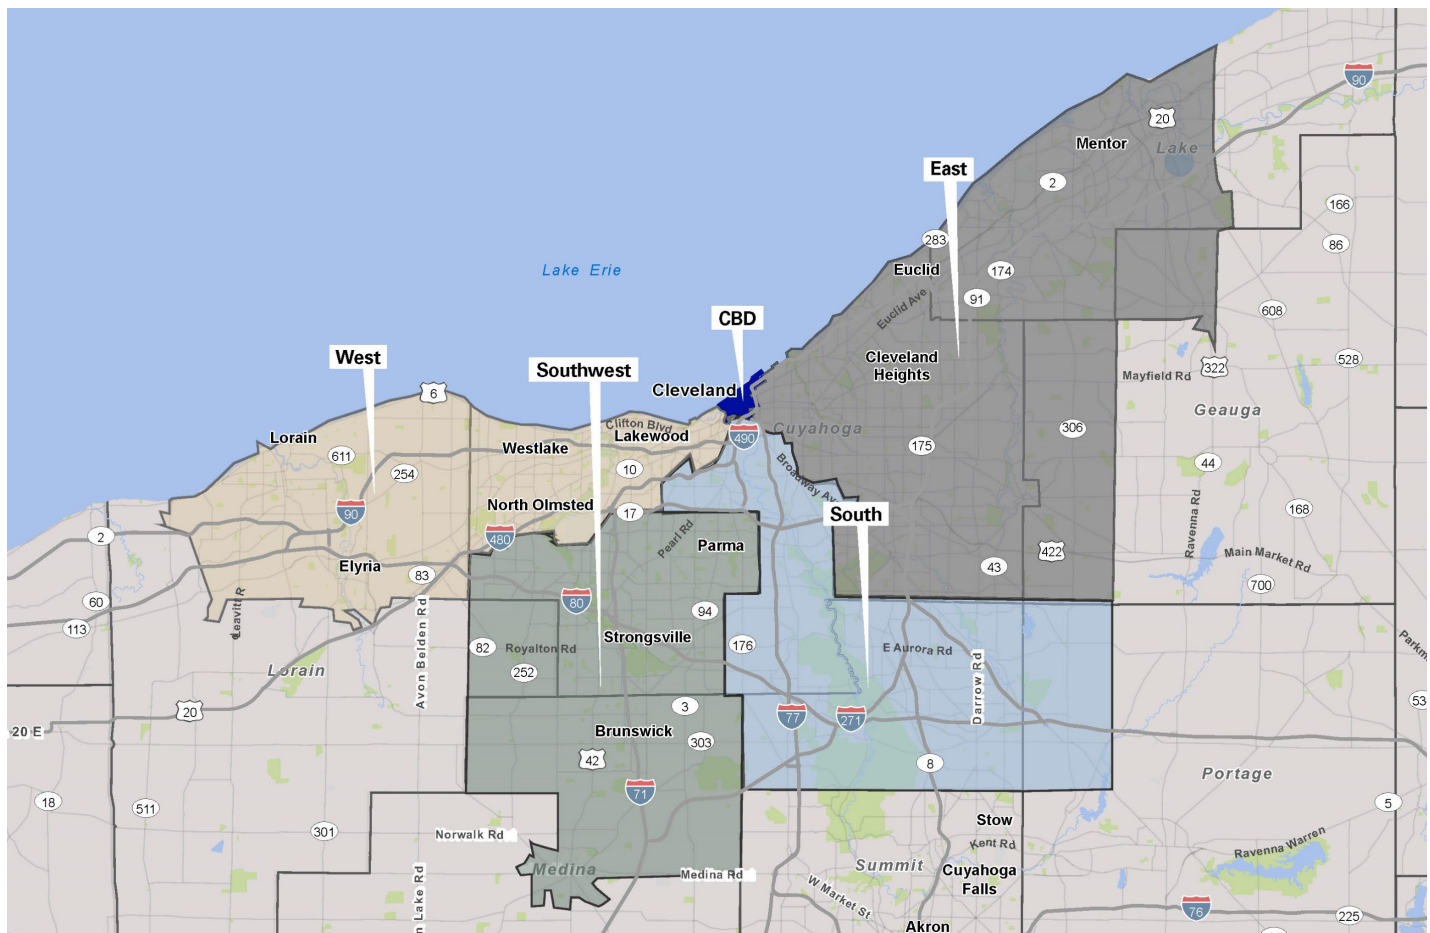 90
20
Mentor
Lake
East
2
166
283
86
Euclid
174
Lake Erie
91
Euclid Ave
608
CBD
West
Cleveland
Heights
528
Southwest
322
Mayfield Rd
6
Cleveland
Geauga
Clifton Blvd
Lorain
Lakewood
490
Cuyahoga
306
611
Westlake
175
254
10
44
Broadway Ave
90
North Olmsted
17
South
168
2
480
Pearl Rd
Ravenna Rd
Parma
422
Main Market Rd
Elyria
83
43
700
60
80
94
Leavitt R
113
Strongsville
Avon Belden Rd
82
Royalton Rd
176
E Aurora Rd
Parkm
Lorain
252
Darrow Rd
20
3
77
271
53
20 E
Brunswick
303
42
8
Portage
71
18
511
5
301
Norwalk Rd
Stow
Kent Rd
Ravenna Warren
Medina
Medina Rd
Summit
Cuyahoga
Falls
n Lake Rd
W Market St
76
225
Akron